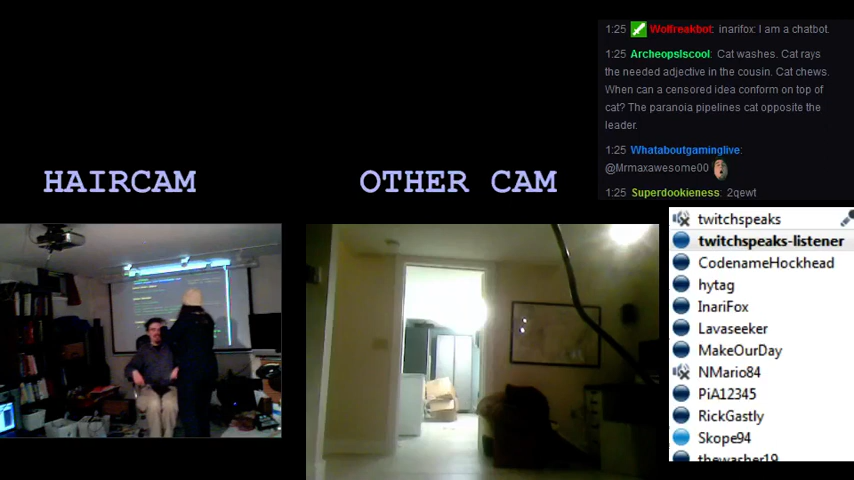 1:25 Wolfreakbot: inarifox: I am a chatbot.
1:25 ArcheopsIscool: Cat washes. Cat rays
the needed adjective in the cousin. Cat chews.
When can a censored idea conform on top of
cat? The paranoia pipelines cat opposite the
leader.
1:25 Whataboutgaminglive:
@Mrmaxawesome00
1:25 Superdookieness: 2qewt
HAIRCAM
OTHER CAM
twitchspeaks
twitchspeaks-listener
CodenameHockhead
hytag
InariFox
Lavaseeker
MakeOurDay
NMario84
PiA12345
RickGastly
Skope94
thewasher19